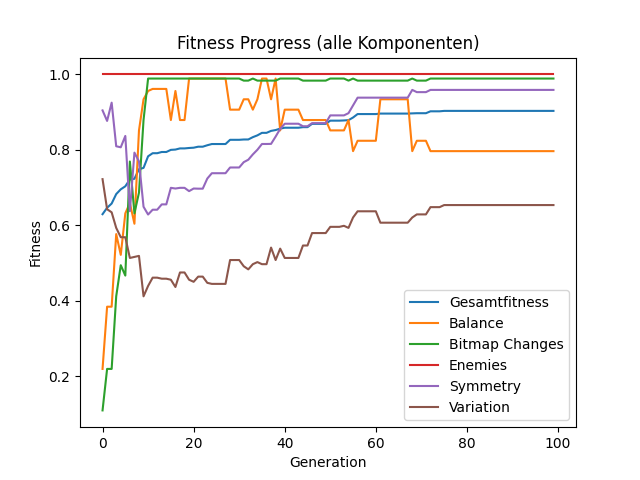 Fitness Progress (alle Komponenten)
1.0
0.8
0.6
0.4
0.2
Fitness
0 20 40 60 80 100
Generation
Gesamtfitness
Balance
Bitmap Changes
Enemies
Symmetry
Variation